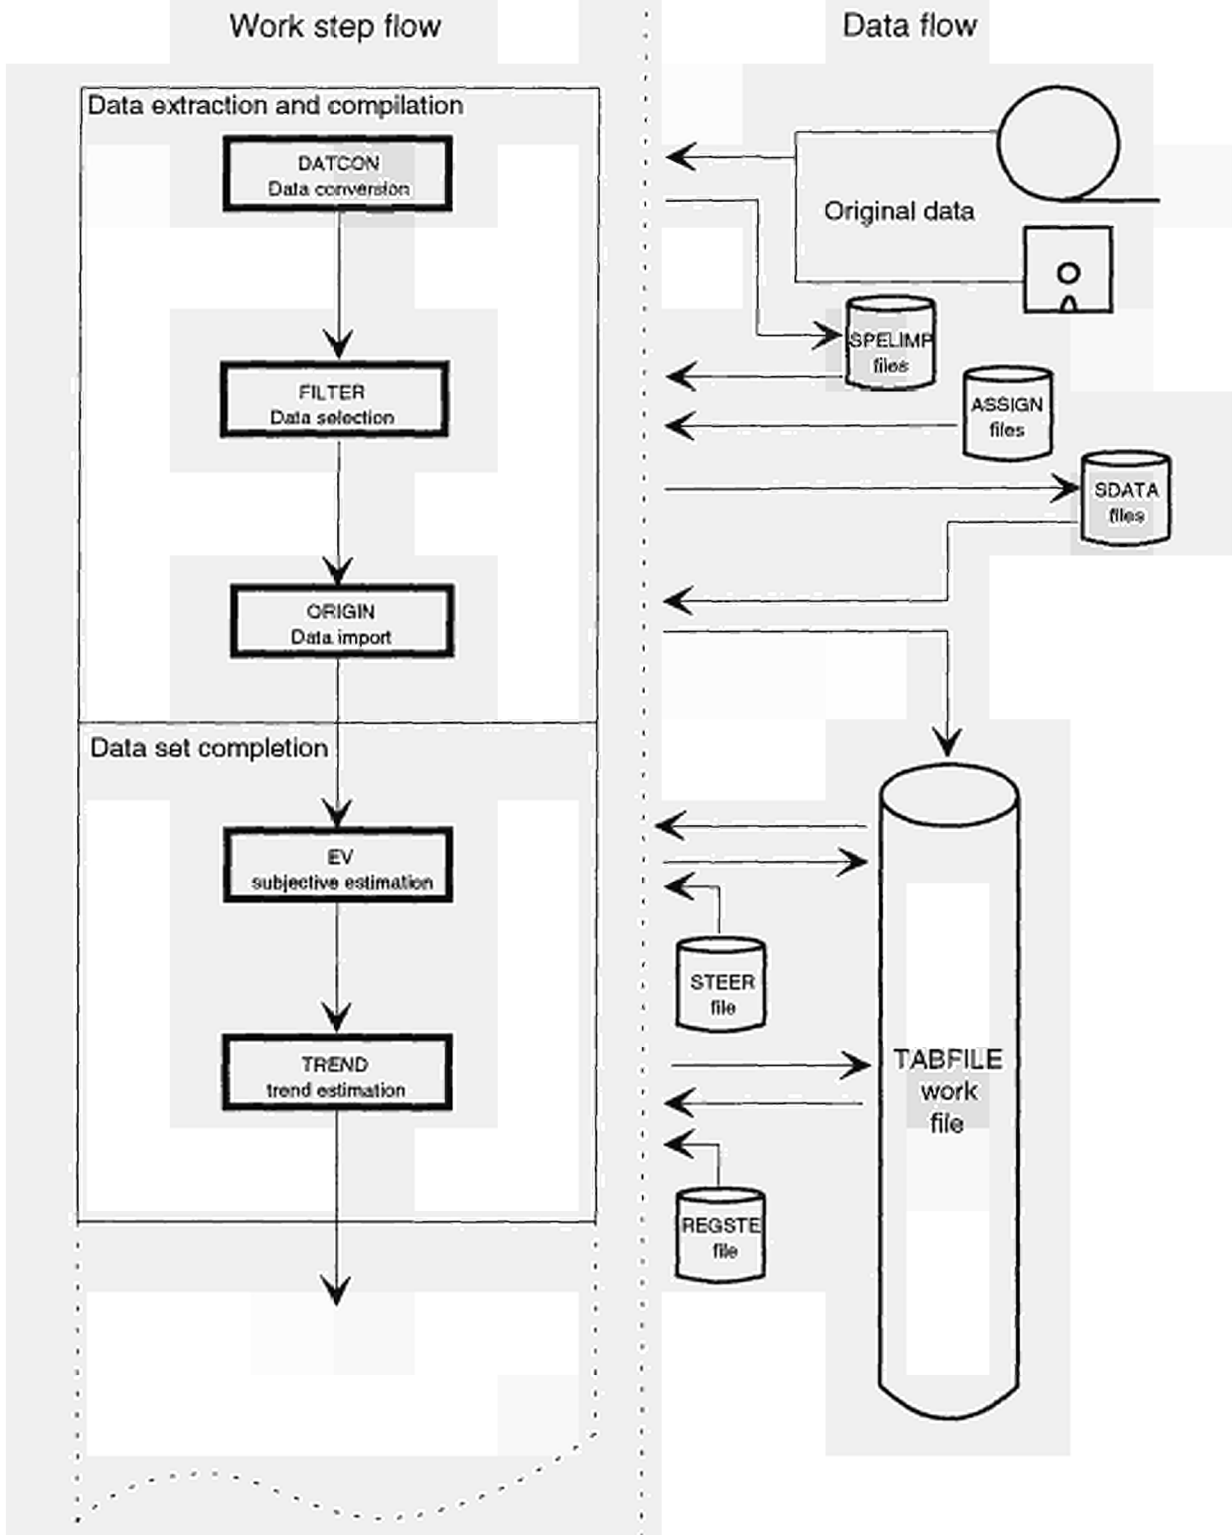 Work step flow
Data flow
Data extraction and compilation
DATCON
Data conversion
Original data
SPELIMP
files
FILTER
Data selection
ASSIGN
files
SDATA
files
ORIGIN
Data import
Data set completion
EV
subjective estimation
STEER
file
TREND
trend estimation
TABFILE
work
file
REGSTE
file